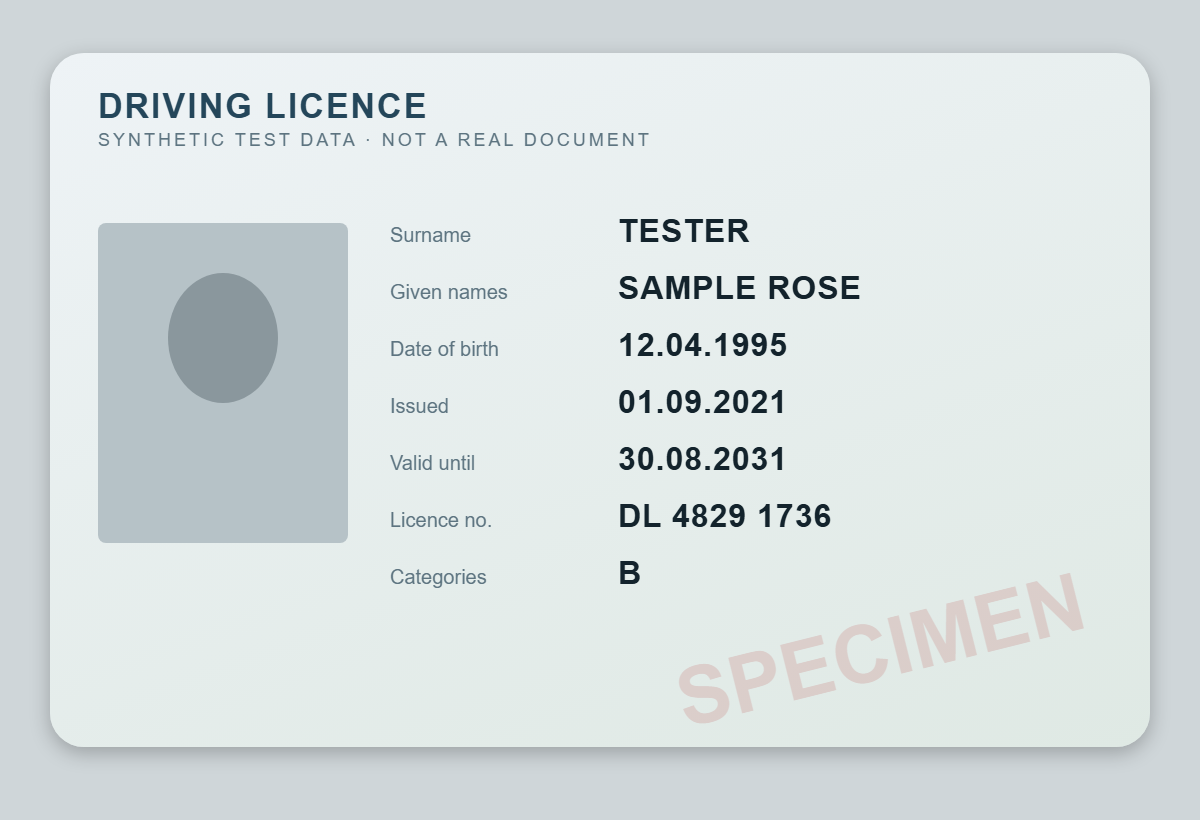 DRIVING LICENCE
SYNTHETIC TEST DATA · NOT A REAL DOCUMENT
Surname TESTER
Given names SAMPLE ROSE
Date of birth 12.04.1995
Issued 01.09.2021
Valid until 30.08.2031
Licence no. DL 4829 1736
Categories B
SPECIMEN